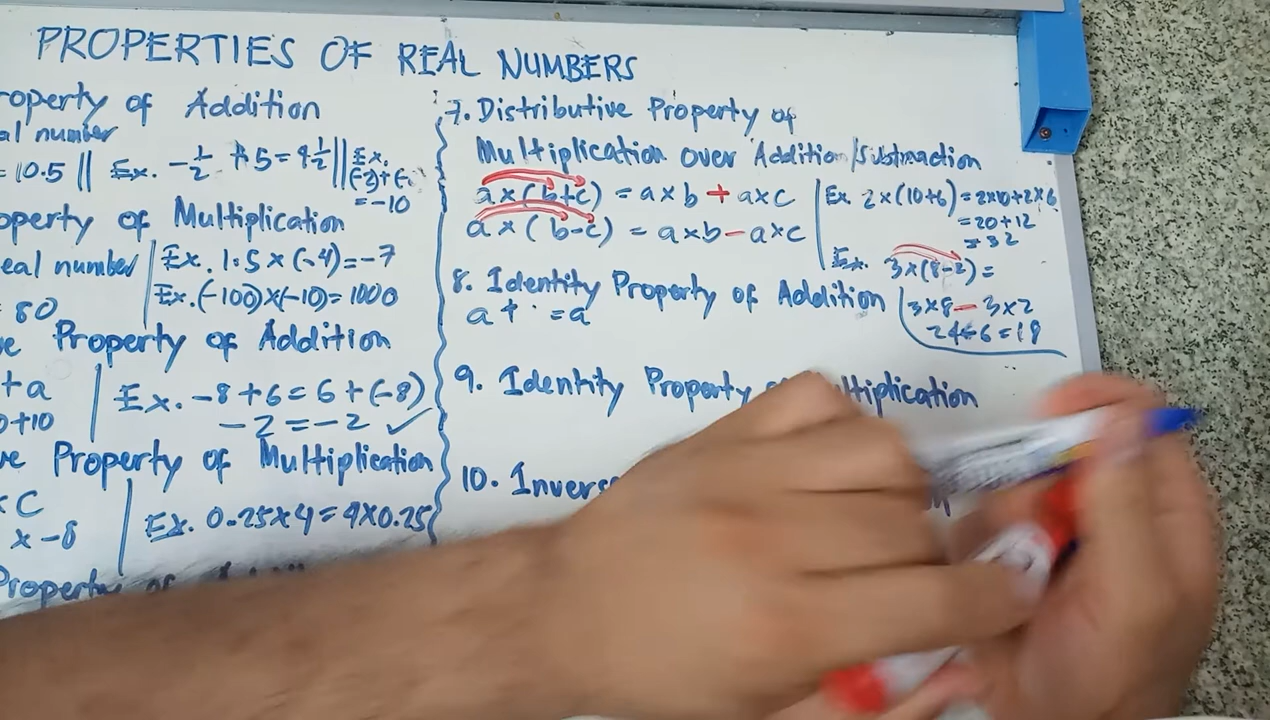 PROPERTIES OF REAL NUMBERS
roperty of Addition
al number
= 10.5 || Ex. -1/2 + 5 = 4 1/2 || Ex.
= -10
operty of Multiplication
eal number | Ex. 1.5 × (-4) = -7
= 80 Ex. (-100)×(-10) = 1000
e Property of Addition
+a | Ex. -8+6 = 6+(-8)
+10 -2 = -2 ✓
ve Property of Multiplication
× C | Ex. 0.25×4 = 4×0.25
x -8
Property of
7. Distributive Property of
Multiplication over Addition/Subtraction
a×(b+c) = a×b + a×c
a×(b-c) = a×b - a×c
Ex. 2×(10+6) = 2×10+2×6
= 20+12
= 32
Ex. 3×(8-2) =
3×8 - 3×2
24-6 = 18
8. Identity Property of Addition
a + = a
9. Identity Property Multiplication
10. Inverse